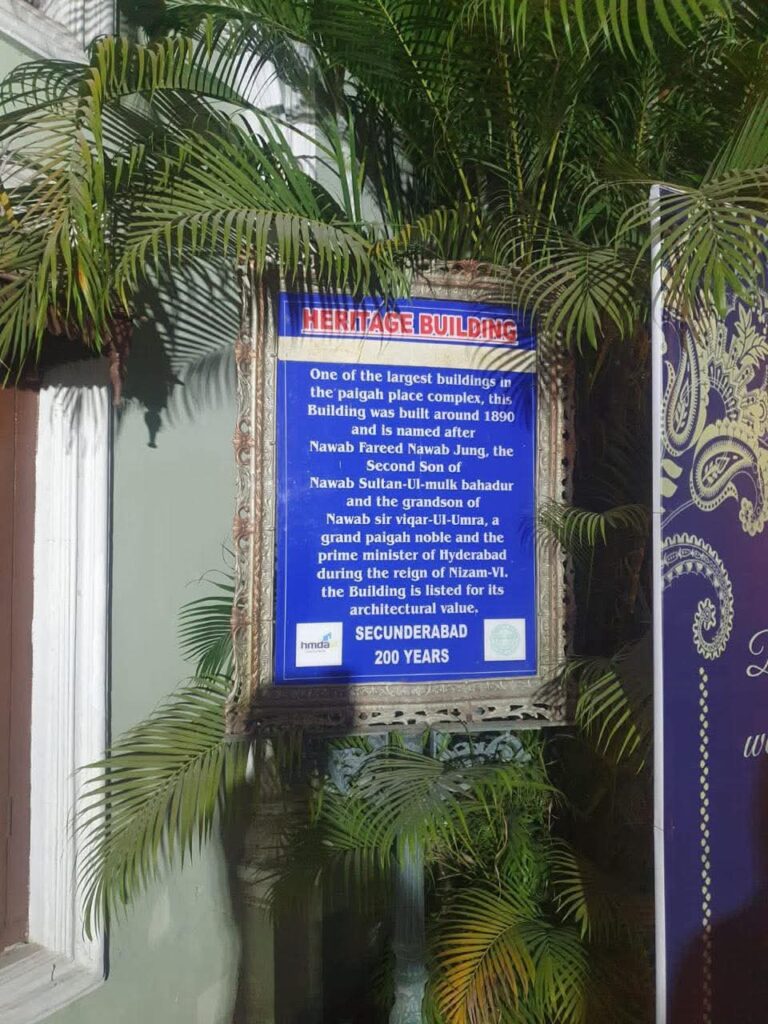 HERITAGE BUILDING
One of the largest buildings in
the paigah place complex, this
Building was built around 1890
and is named after
Nawab Fareed Nawab Jung, the
Second Son of
Nawab Sultan-Ul-mulk bahadur
and the grandson of
Nawab sir viqar-Ul-Umra, a
grand paigah noble and the
prime minister of Hyderabad
during the reign of Nizam-VI.
the Building is listed for its
architectural value.
hmda
SECUNDERABAD
200 YEARS